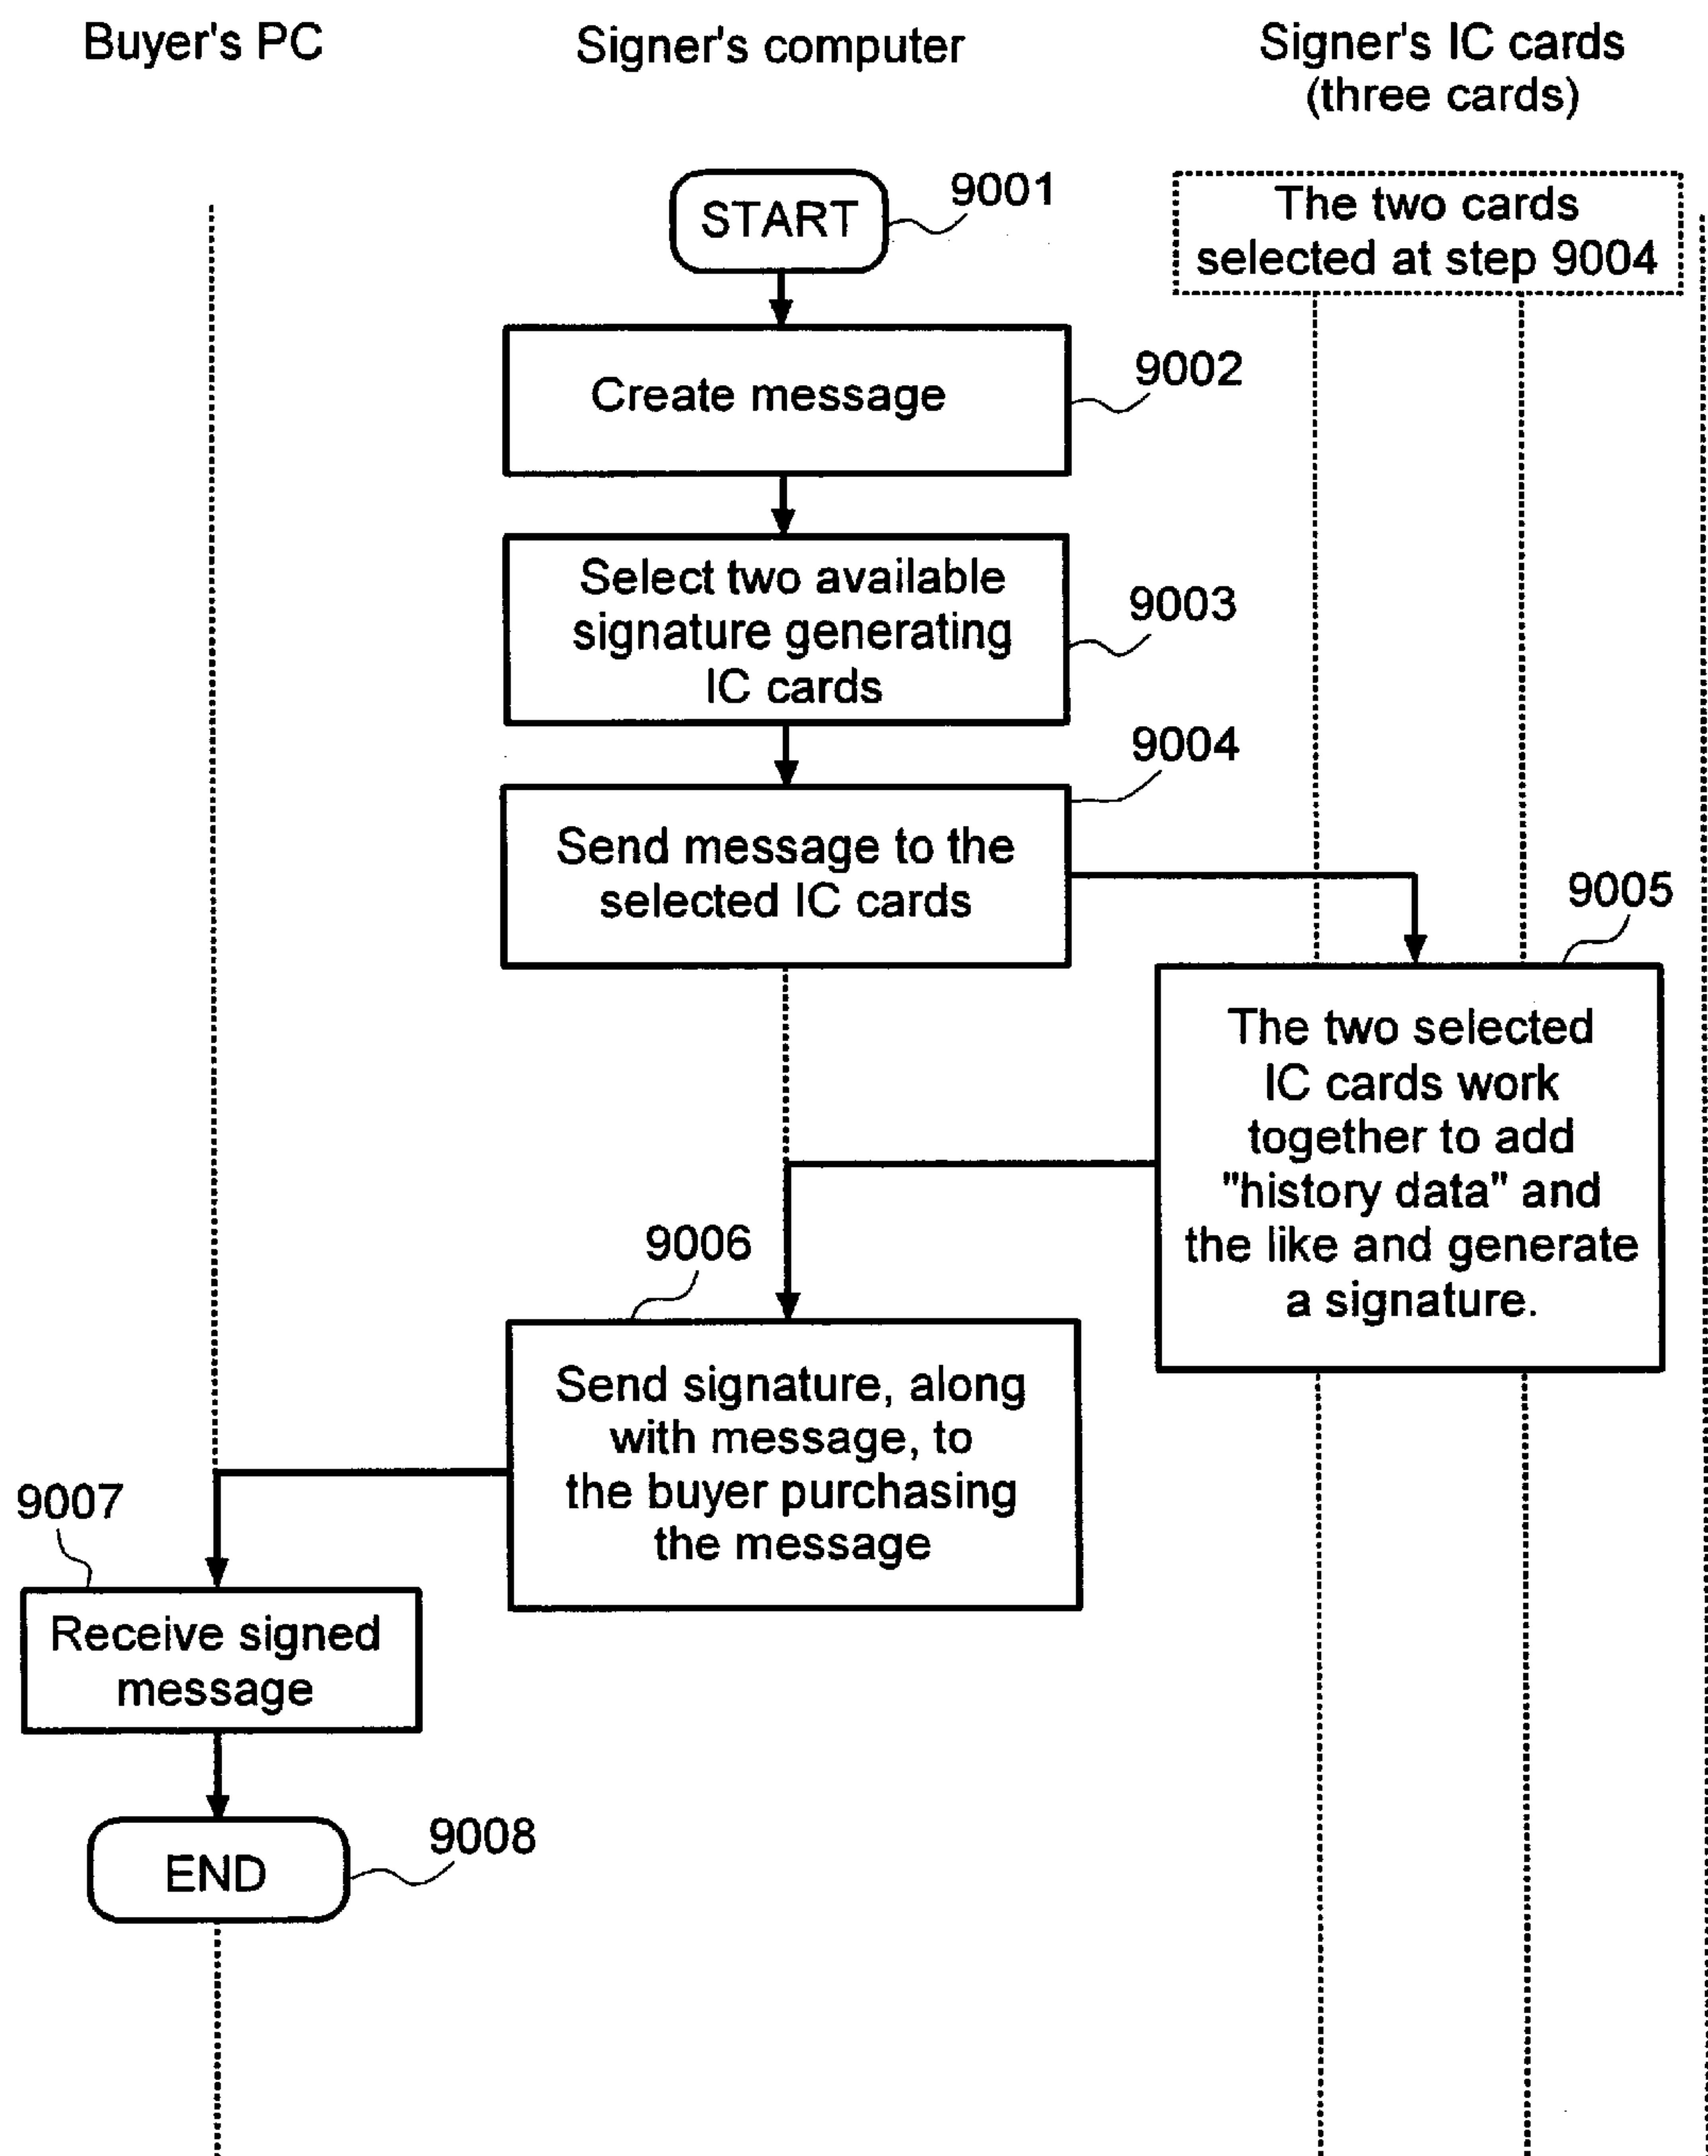 Buyer's PC
Signer's computer
Signer's IC cards
(three cards)
START
9001
The two cards
selected at step 9004
Create message
9002
Select two available
signature generating
IC cards
9003
9004
Send message to the
selected IC cards
9005
The two selected
IC cards work
together to add
"history data" and
the like and generate
a signature.
9006
Send signature, along
with message, to
the buyer purchasing
the message
9007
Receive signed
message
END
9008